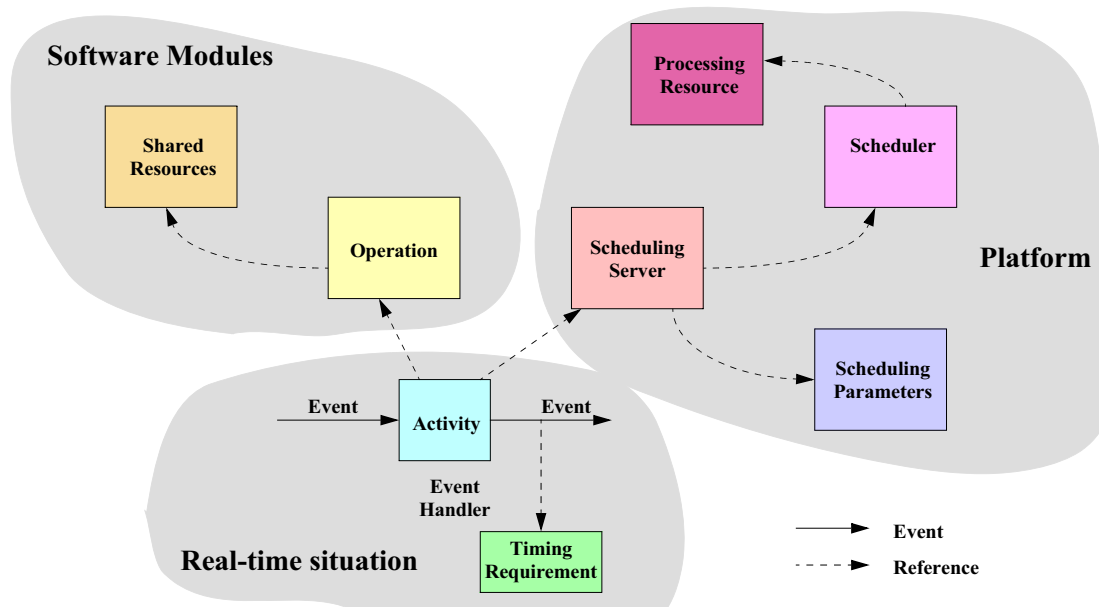 Software Modules
Shared
Resources
Operation
Processing
Resource
Scheduler
Scheduling
Server
Platform
Scheduling
Parameters
Event
Activity
Event
Event
Handler
Timing
Requirement
Real-time situation
Event
Reference